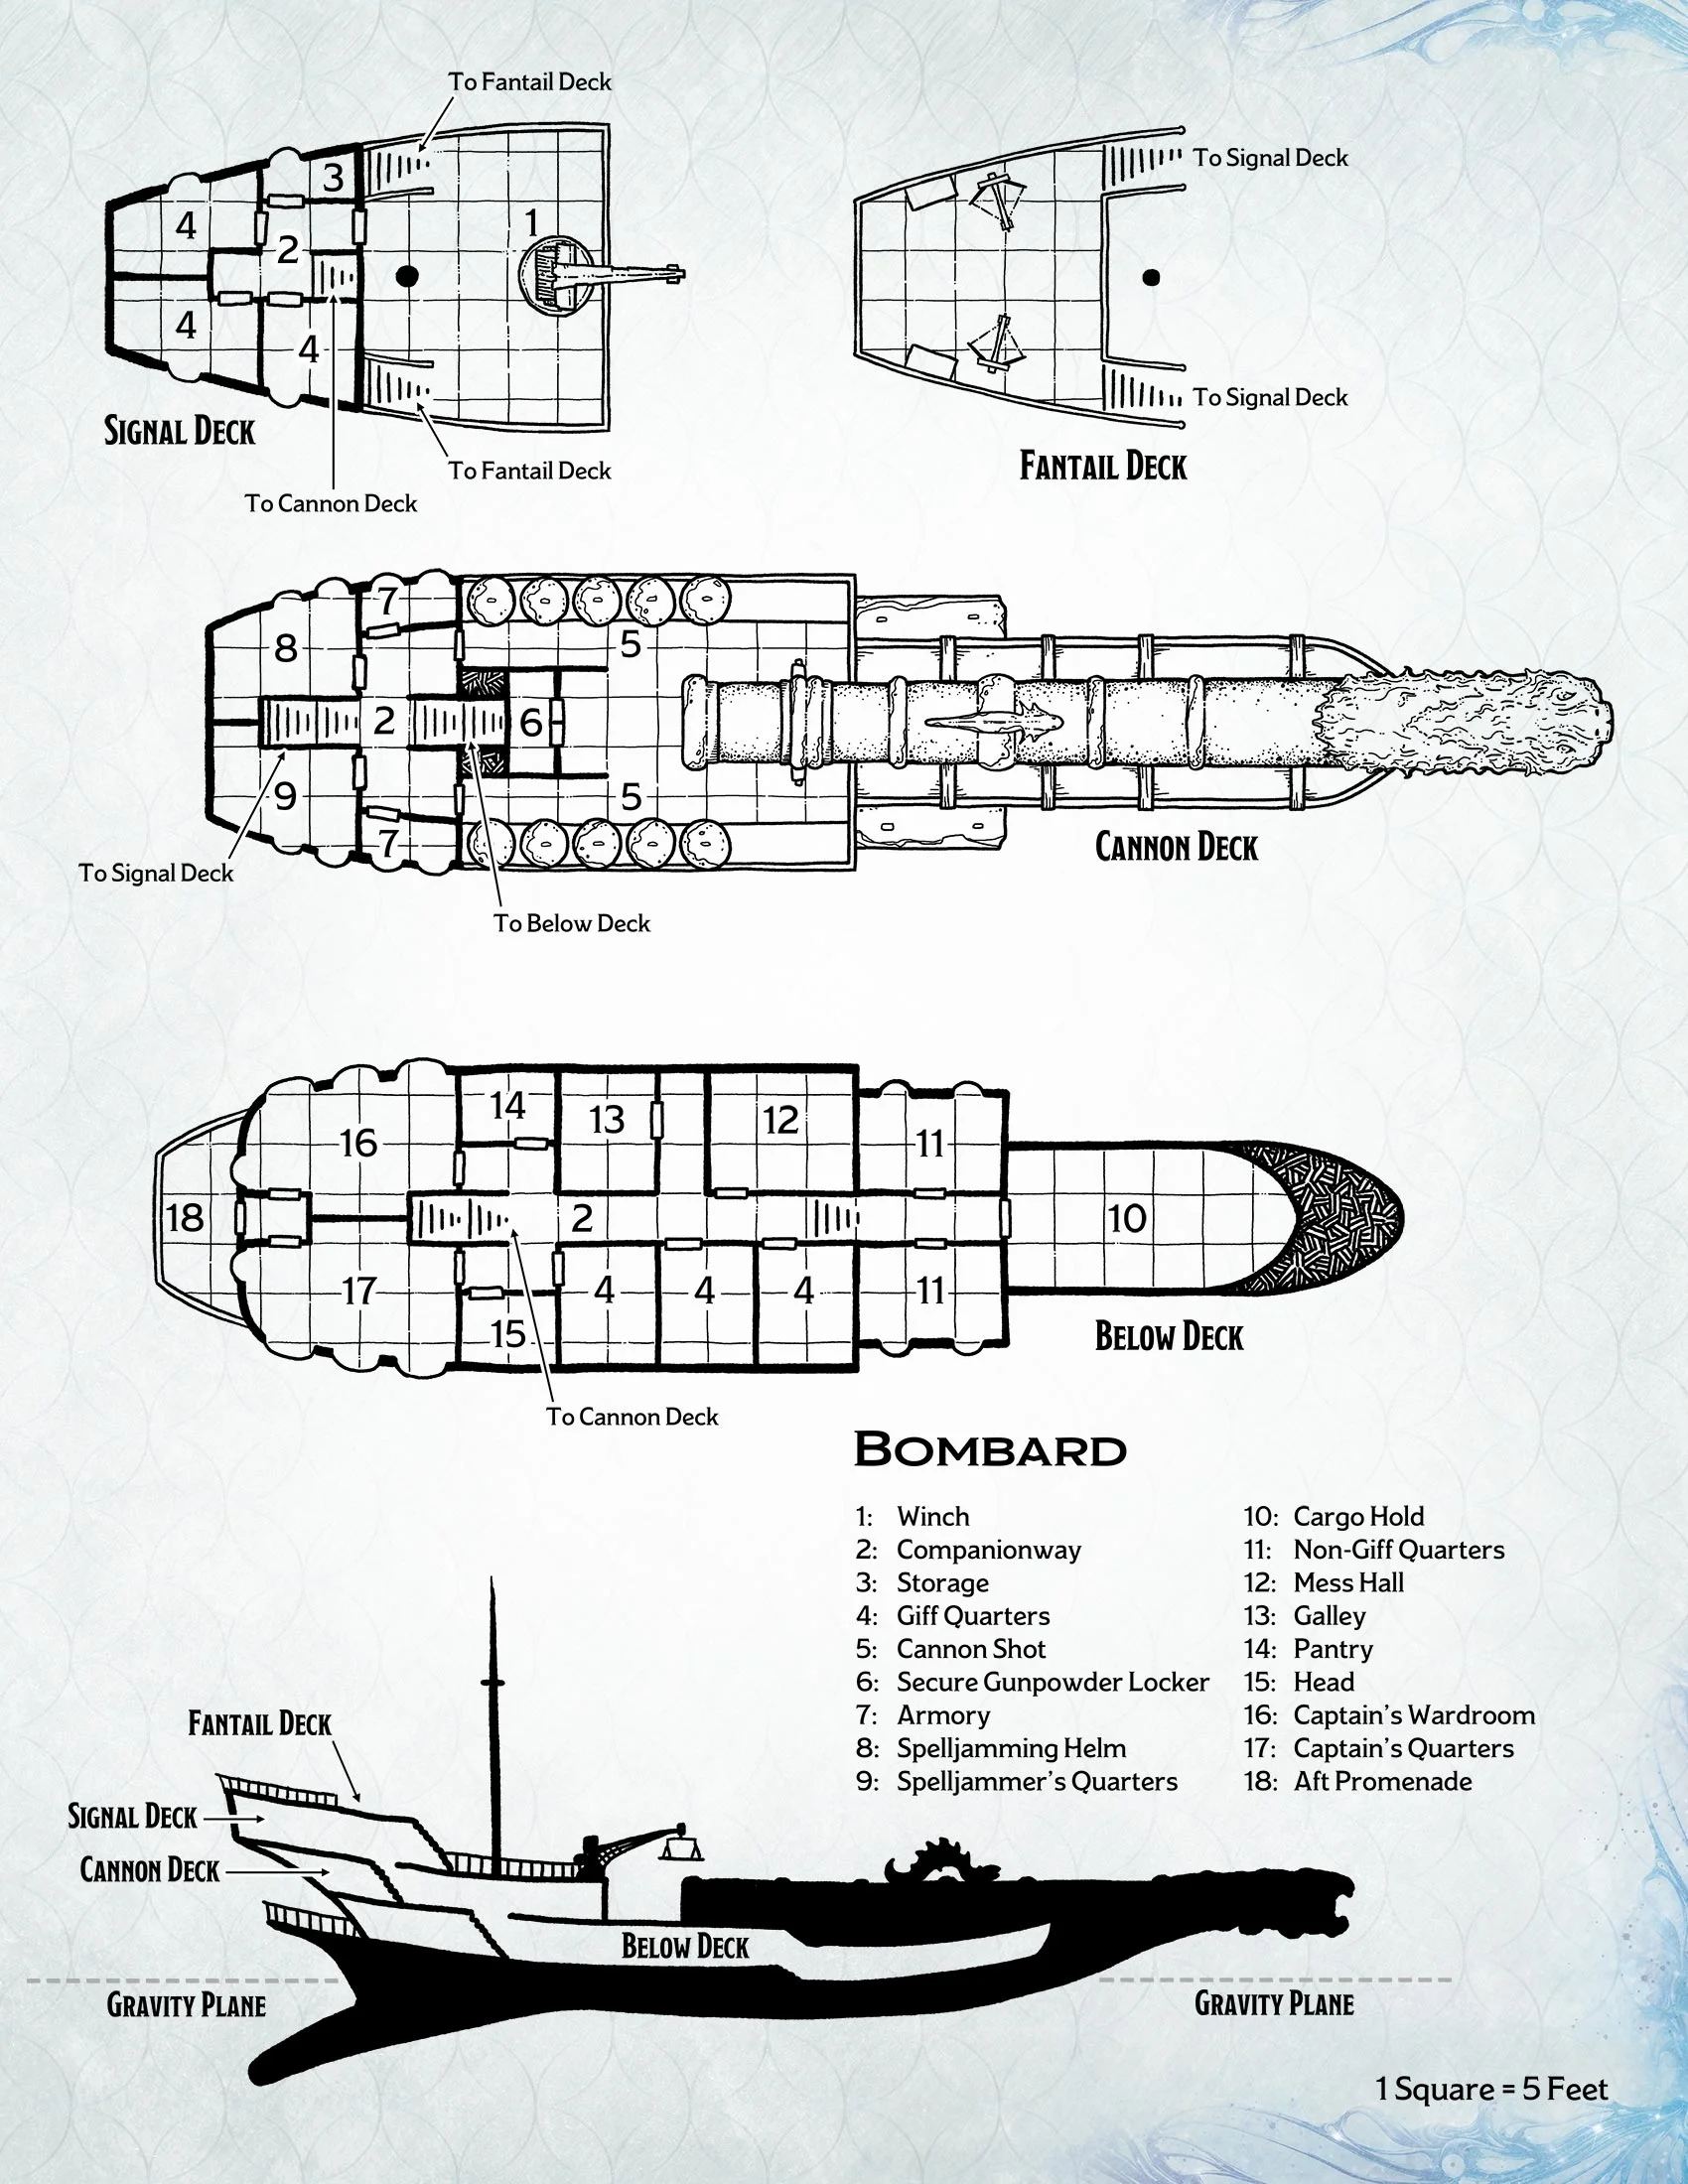 To Fantail Deck
To Signal Deck
3
4
1
2
4
4
To Signal Deck
Signal Deck
Fantail Deck
To Fantail Deck
To Cannon Deck
7
8
5
2
6
9
5
7
Cannon Deck
To Signal Deck
To Below Deck
14
13
12
16
11
18
2
10
17
4
4
4
11
15
Below Deck
To Cannon Deck
Bombard
1: Winch
2: Companionway
3: Storage
4: Giff Quarters
5: Cannon Shot
6: Secure Gunpowder Locker
7: Armory
8: Spelljamming Helm
9: Spelljammer's Quarters
10: Cargo Hold
11: Non-Giff Quarters
12: Mess Hall
13: Galley
14: Pantry
15: Head
16: Captain's Wardroom
17: Captain's Quarters
18: Aft Promenade
Fantail Deck
Signal Deck
Cannon Deck
Below Deck
Gravity Plane
Gravity Plane
1 Square = 5 Feet